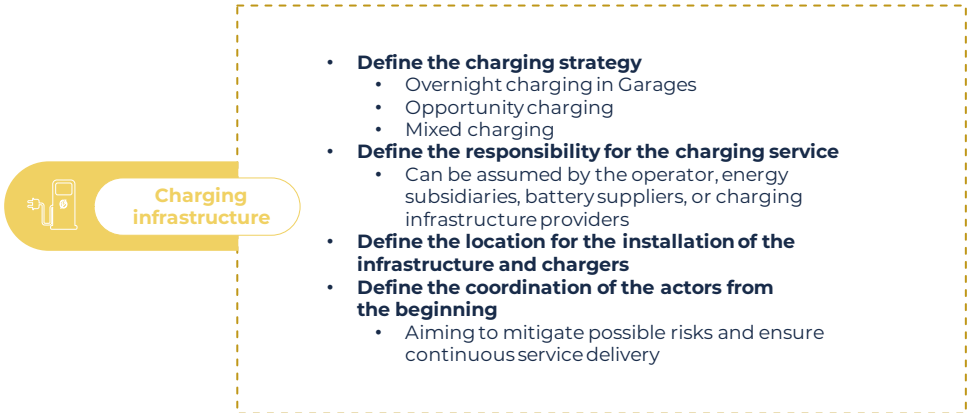 Charging
infrastructure
• Define the charging strategy
• Overnight charging in Garages
• Opportunity charging
• Mixed charging
• Define the responsibility for the charging service
• Can be assumed by the operator, energy
subsidiaries, battery suppliers, or charging
infrastructure providers
• Define the location for the installation of the
infrastructure and chargers
• Define the coordination of the actors from
the beginning
• Aiming to mitigate possible risks and ensure
continuous service delivery